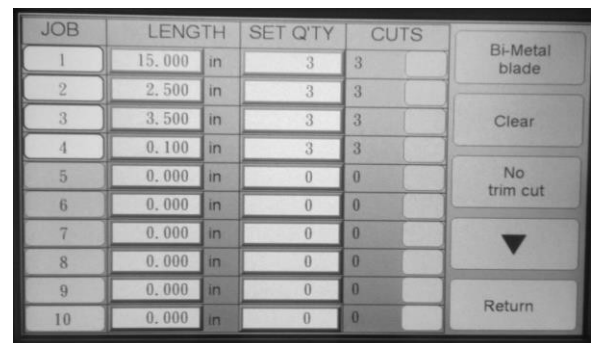 JOB LENGTH SET Q'TY CUTS
1 15.000 in 3 3
2 2.500 in 3 3
3 3.500 in 3 3
4 0.100 in 3 3
5 0.000 in 0 0
6 0.000 in 0 0
7 0.000 in 0 0
8 0.000 in 0 0
9 0.000 in 0 0
10 0.000 in 0 0
Bi-Metal
blade
Clear
No
trim cut
Return